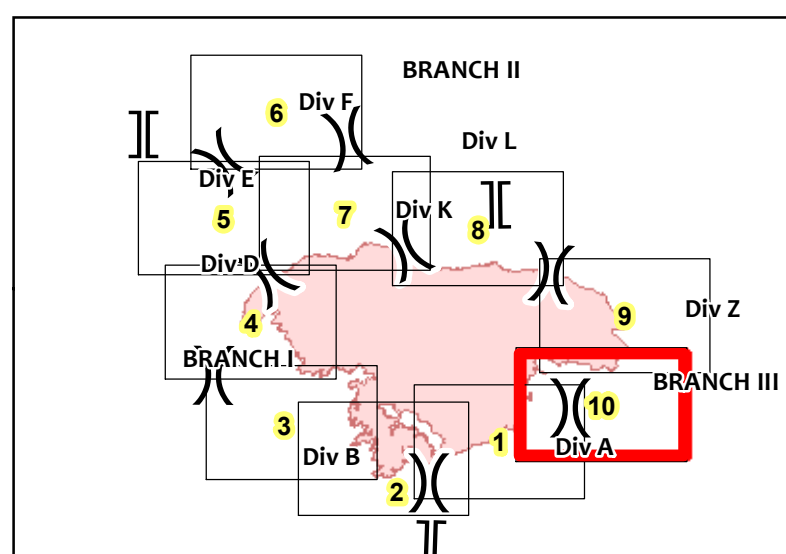 BRANCH II
6
Div F
][
Div L
Div E
5
7
Div K
][
8
Div D
4
9
Div Z
BRANCH I
BRANCH III
10
3
1
Div A
Div B
2
][